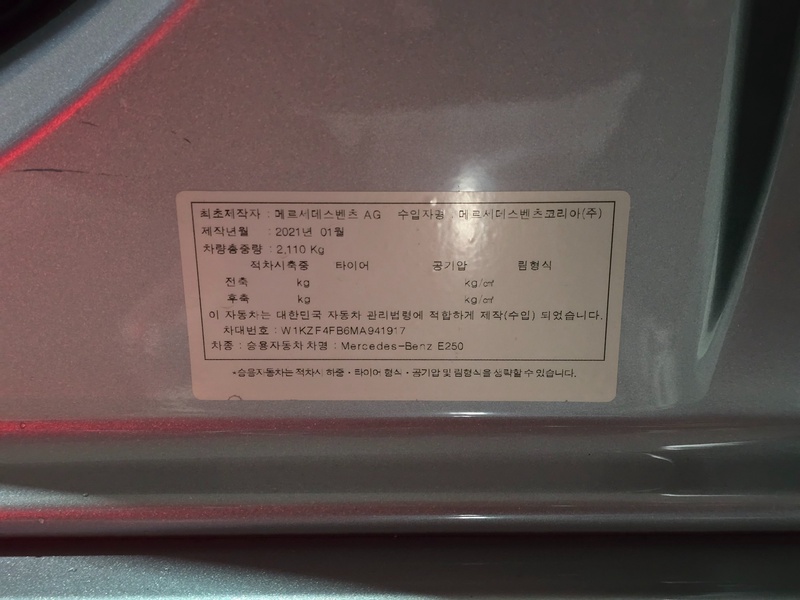 최초제작자 : 메르세데스벤츠 AG 수입자명 : 메르세데스벤츠코리아(주)
제작년월 : 2021년 01월
차량총중량 : 2,110 Kg
적차시축중 타이어 공기압 림형식
전축 kg kg/㎠
후축 kg kg/㎠
이 자동차는 대한민국 자동차 관리법령에 적합하게 제작(수입) 되었습니다.
차대번호 : W1KZF4FB6MA941917
차종 : 승용자동차 차명 : Mercedes-Benz E250
*승용자동차는 적차시 하중·타이어 형식·공기압 및 림형식을 생략할 수 있습니다.